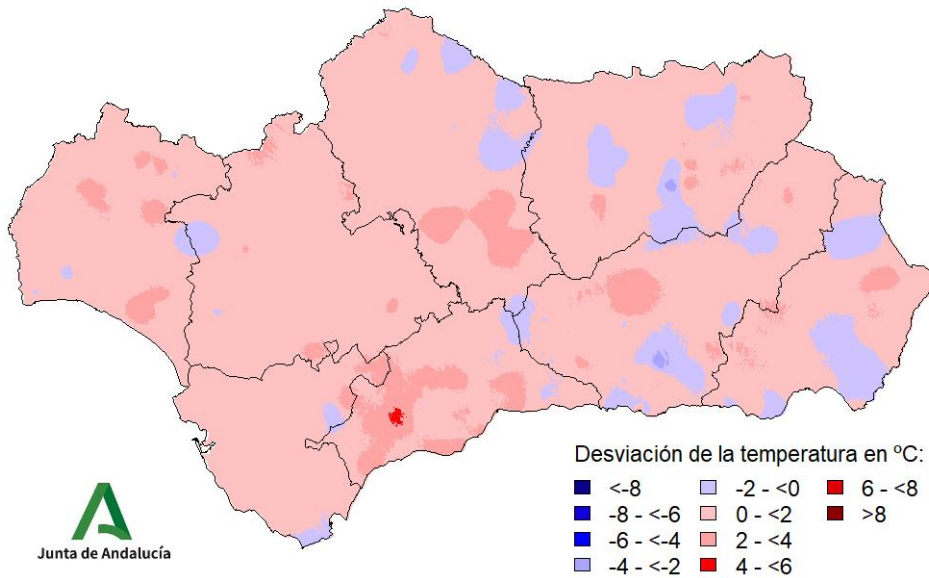 Desviación de la temperatura en ºC:
<-8 -2 - <0 6 - <8
-8 - <-6 0 - <2 >8
-6 - <-4 2 - <4
-4 - <-2 4 - <6
Junta de Andalucía